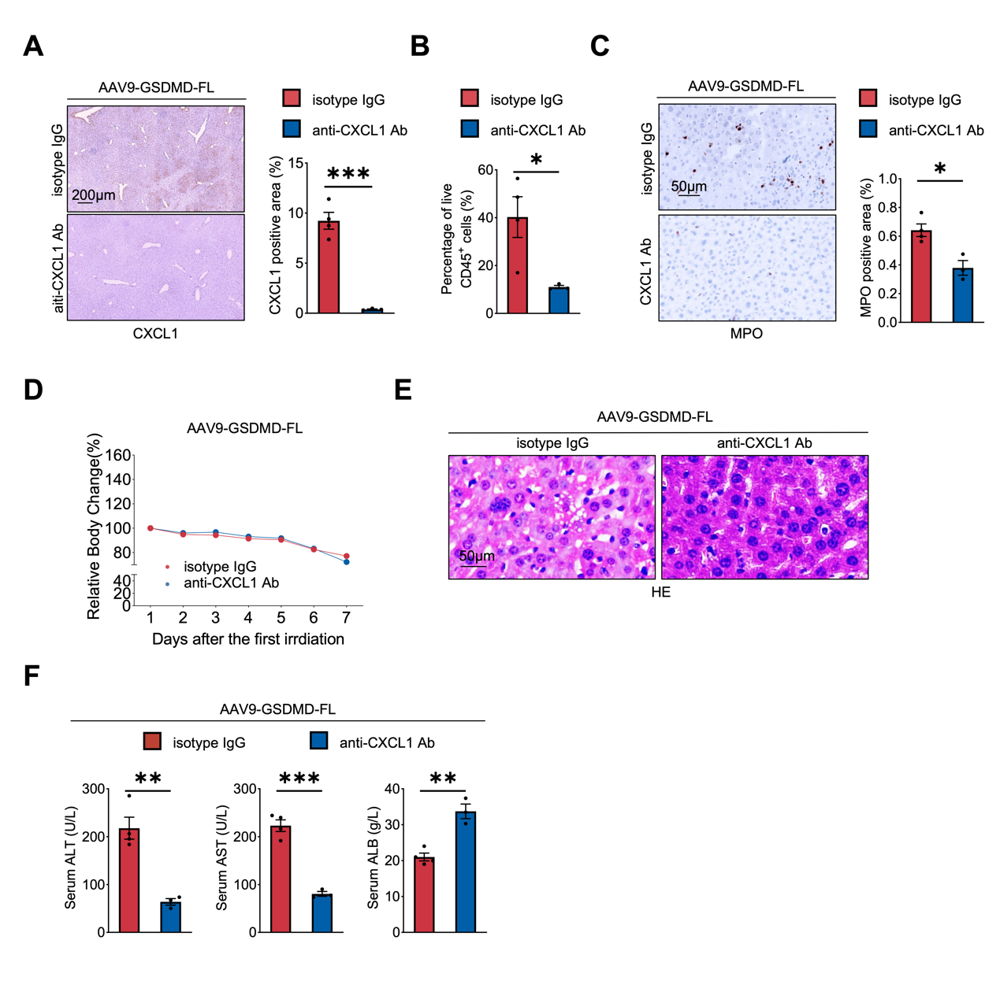 A
AAV9-GSDMD-FL
isotype IgG
200μm
aiti-CXCL1 Ab
CXCL1
isotype IgG
anti-CXCL1 Ab
CXCL1 positive area (%)
15
10
5
0
***
B
isotype IgG
anti-CXCL1 Ab
Percentage of live
CD45+ cells (%)
60
40
20
0
*
C
AAV9-GSDMD-FL
isotype IgG
50μm
CXCL1 Ab
MPO
isotype IgG
anti-CXCL1 Ab
MPO positive area (%)
1.0
0.8
0.6
0.4
0.2
0.0
*
D
AAV9-GSDMD-FL
Relative Body Change(%)
160
140
120
100
80
40
20
0
isotype IgG
anti-CXCL1 Ab
1 2 3 4 5 6 7
Days after the first irrdiation
E
AAV9-GSDMD-FL
isotype IgG
anti-CXCL1 Ab
50μm
HE
F
AAV9-GSDMD-FL
isotype IgG
anti-CXCL1 Ab
Serum ALT (U/L)
300
200
100
0
**
Serum AST (U/L)
300
200
100
0
***
Serum ALB (g/L)
40
30
20
10
0
**